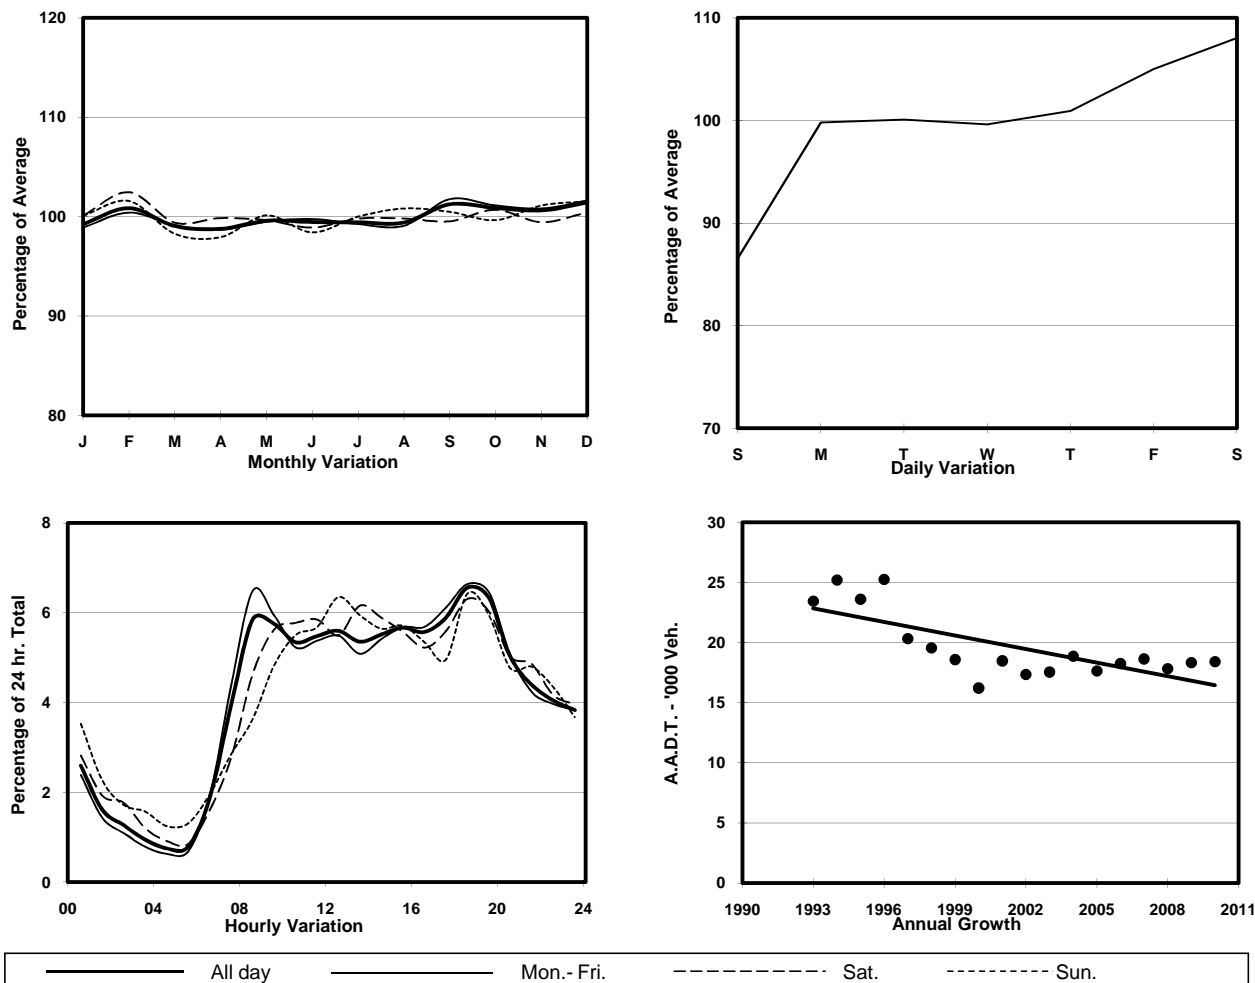 120
110
100
90
80
Percentage of Average
J F M A M J J A S O N D
Monthly Variation
110
100
90
80
70
Percentage of Average
S M T W T F S
Daily Variation
8
6
4
2
0
Percentage of 24 hr. Total
00 04 08 12 16 20 24
Hourly Variation
30
25
20
15
10
5
0
A.A.D.T. - '000 Veh.
1990 1993 1996 1999 2002 2005 2008 2011
Annual Growth
All day Mon.- Fri. Sat. Sun.